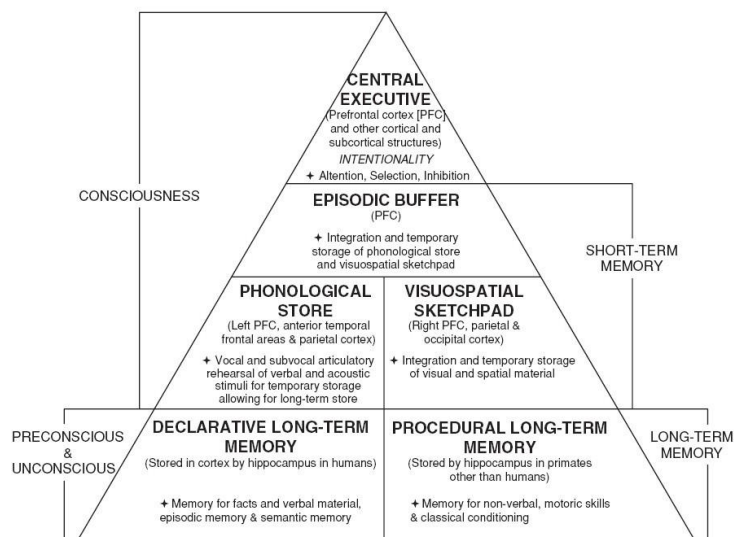 CENTRAL
EXECUTIVE
(Prefrontal cortex [PFC]
and other cortical and
subcortical structures)
INTENTIONALITY
✦ Altention, Selection, Inhibition
CONSCIOUSNESS
EPISODIC BUFFER
(PFC)
✦ Integration and temporary
storage of phonological store
and visuospatial sketchpad
SHORT-TERM
MEMORY
PHONOLOGICAL
STORE
(Left PFC, anterior temporal
frontal areas & parietal cortex)
✦ Vocal and subvocal articulatory
rehearsal of verbal and acoustic
stimuli for temporary storage
allowing for long-term store
VISUOSPATIAL
SKETCHPAD
(Right PFC, parietal &
occipital cortex)
✦ Integration and temporary storage
of visual and spatial material
PRECONSCIOUS
&
UNCONSCIOUS
DECLARATIVE LONG-TERM
MEMORY
(Stored in cortex by hippocampus in humans)
✦ Memory for facts and verbal material,
episodic memory & semantic memory
PROCEDURAL LONG-TERM
MEMORY
(Stored by hippocampus in primates
other than humans)
✦ Memory for non-verbal, motoric skills
& classical conditioning
LONG-TERM
MEMORY